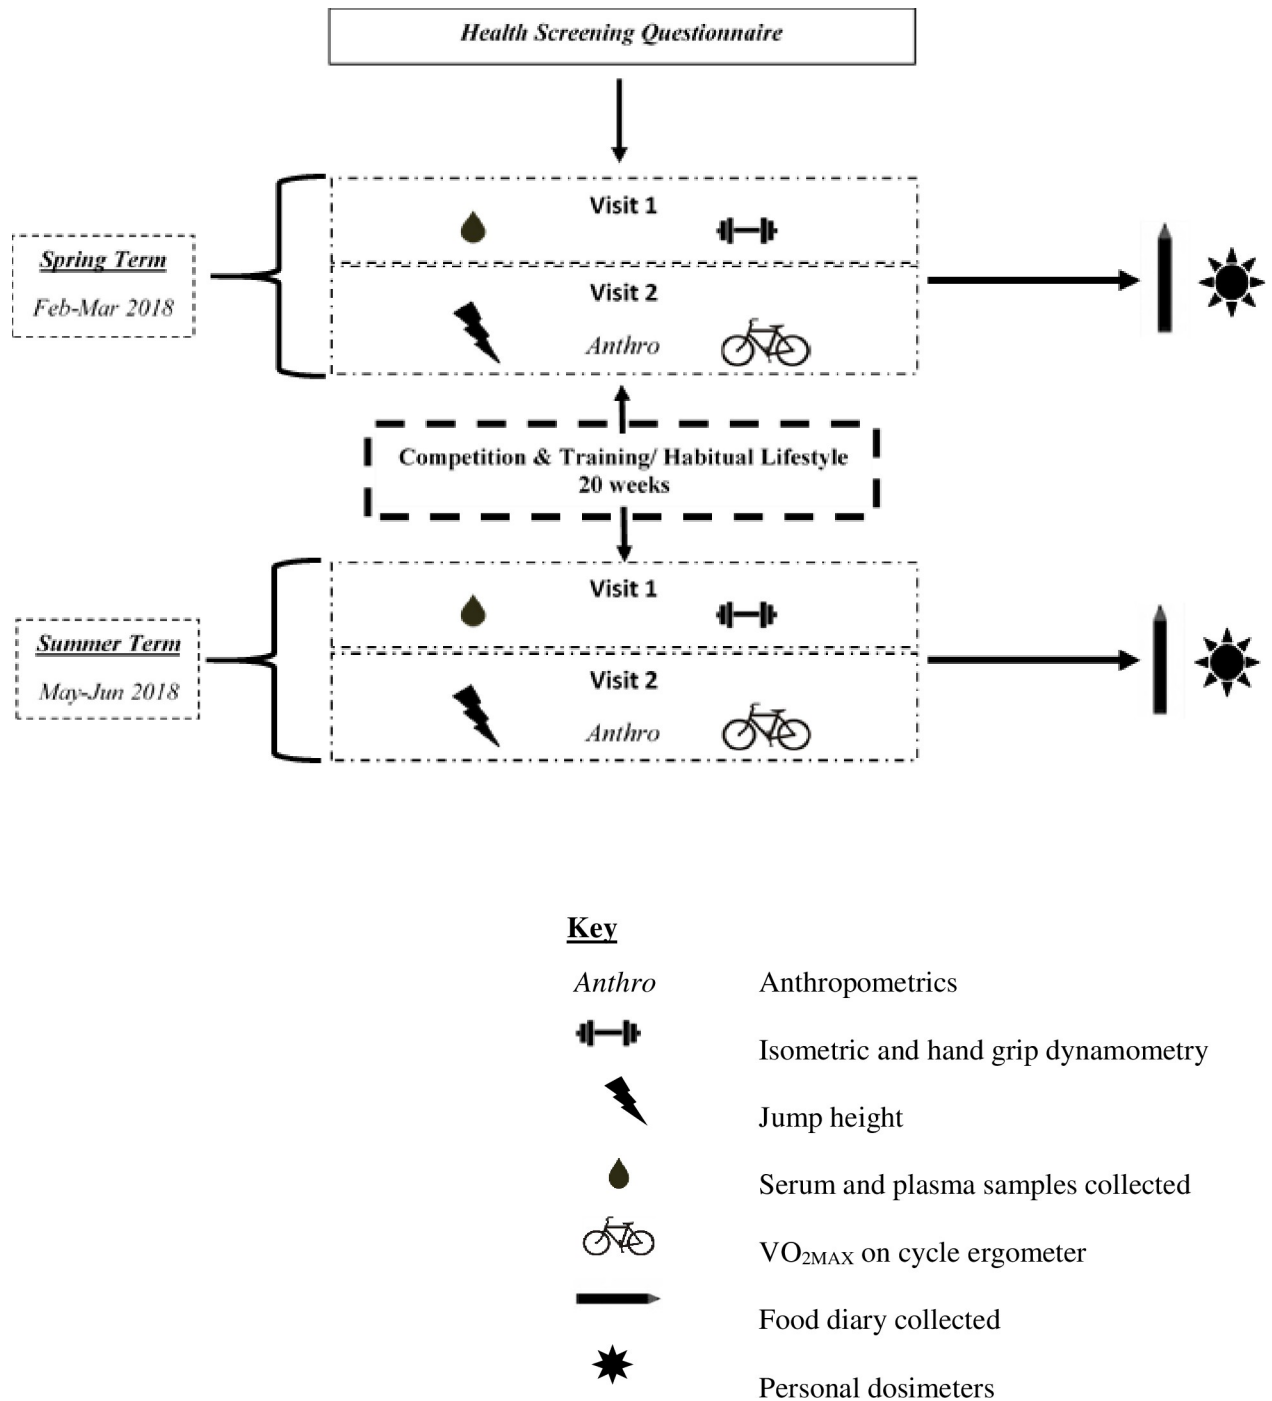 Health Screening Questionnaire
Visit 1
Spring Term
Feb-Mar 2018
Visit 2
Anthro
Competition & Training/ Habitual Lifestyle
20 weeks
Visit 1
Summer Term
May-Jun 2018
Visit 2
Anthro
Key
Anthro Anthropometrics
Isometric and hand grip dynamometry
Jump height
Serum and plasma samples collected
VO2MAX on cycle ergometer
Food diary collected
Personal dosimeters